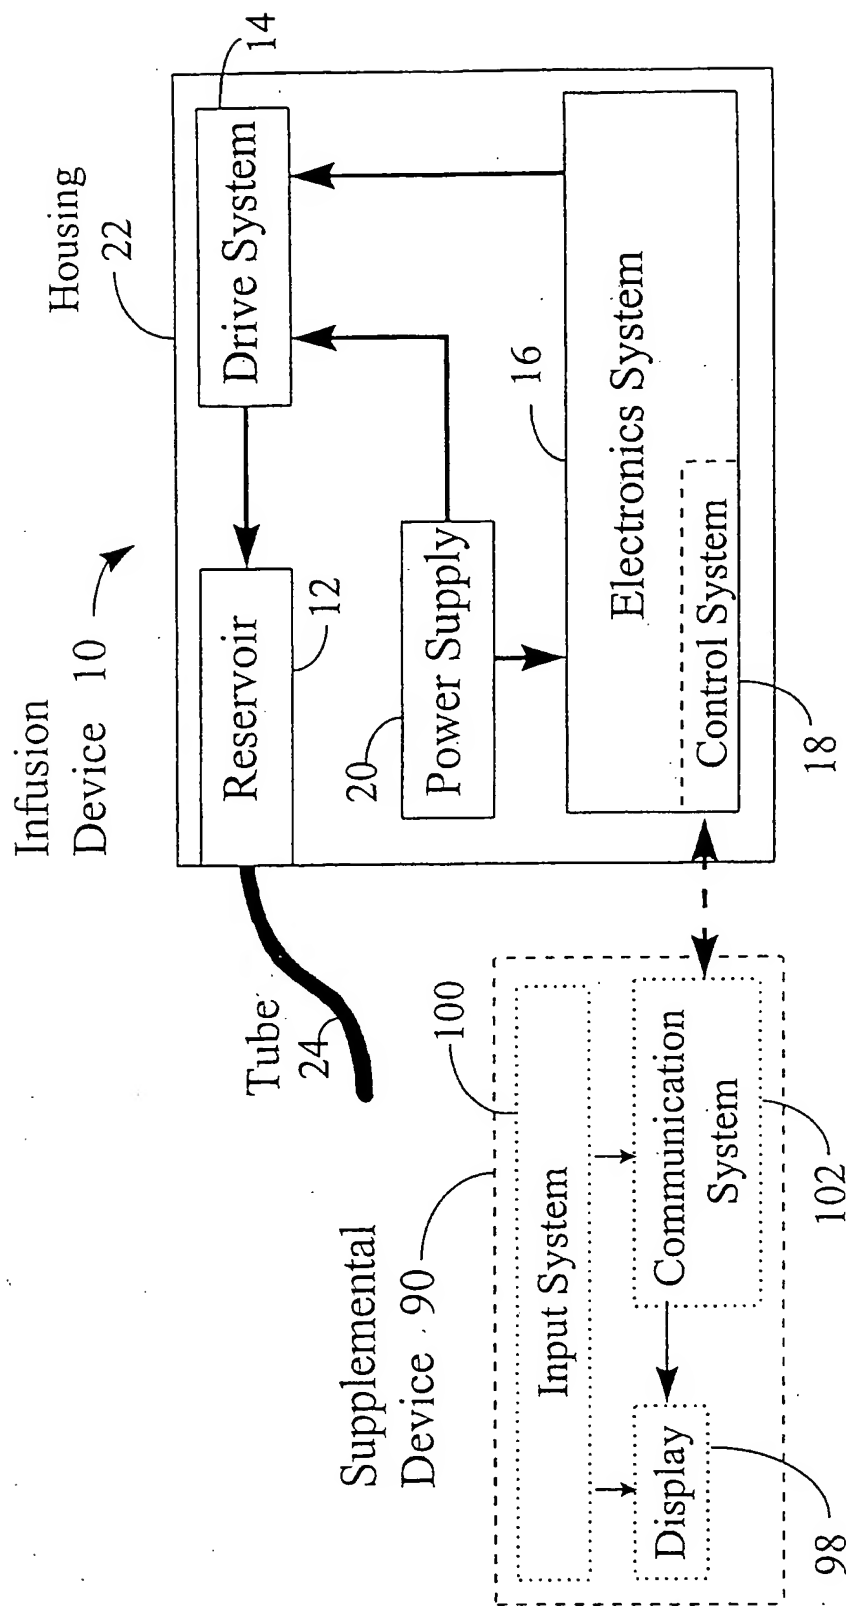 Infusion
Device 10
Housing
22
14
Drive System
Reservoir
12
Tube
24
20
Power Supply
16
Electronics System
Control System
18
Supplemental
Device 90
100
Input System
Communication
System
102
Display
98